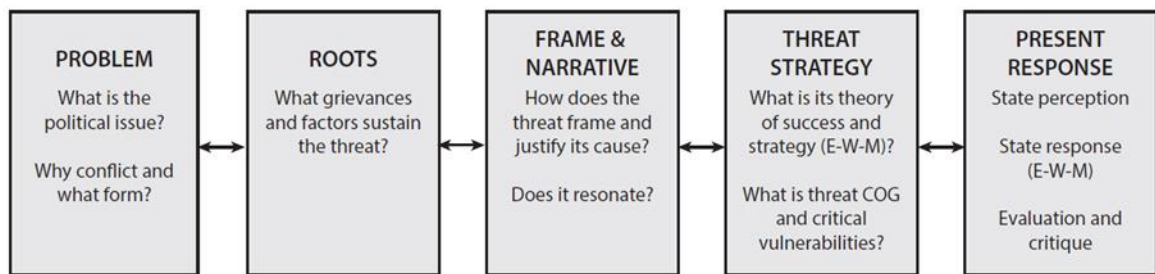 PROBLEM
What is the
political issue?
Why conflict and
what form?
ROOTS
What grievances
and factors sustain
the threat?
FRAME &
NARRATIVE
How does the
threat frame and
justify its cause?
Does it resonate?
THREAT
STRATEGY
What is its theory
of success and
strategy (E-W-M)?
What is threat COG
and critical
vulnerabilities?
PRESENT
RESPONSE
State perception
State response
(E-W-M)
Evaluation and
critique